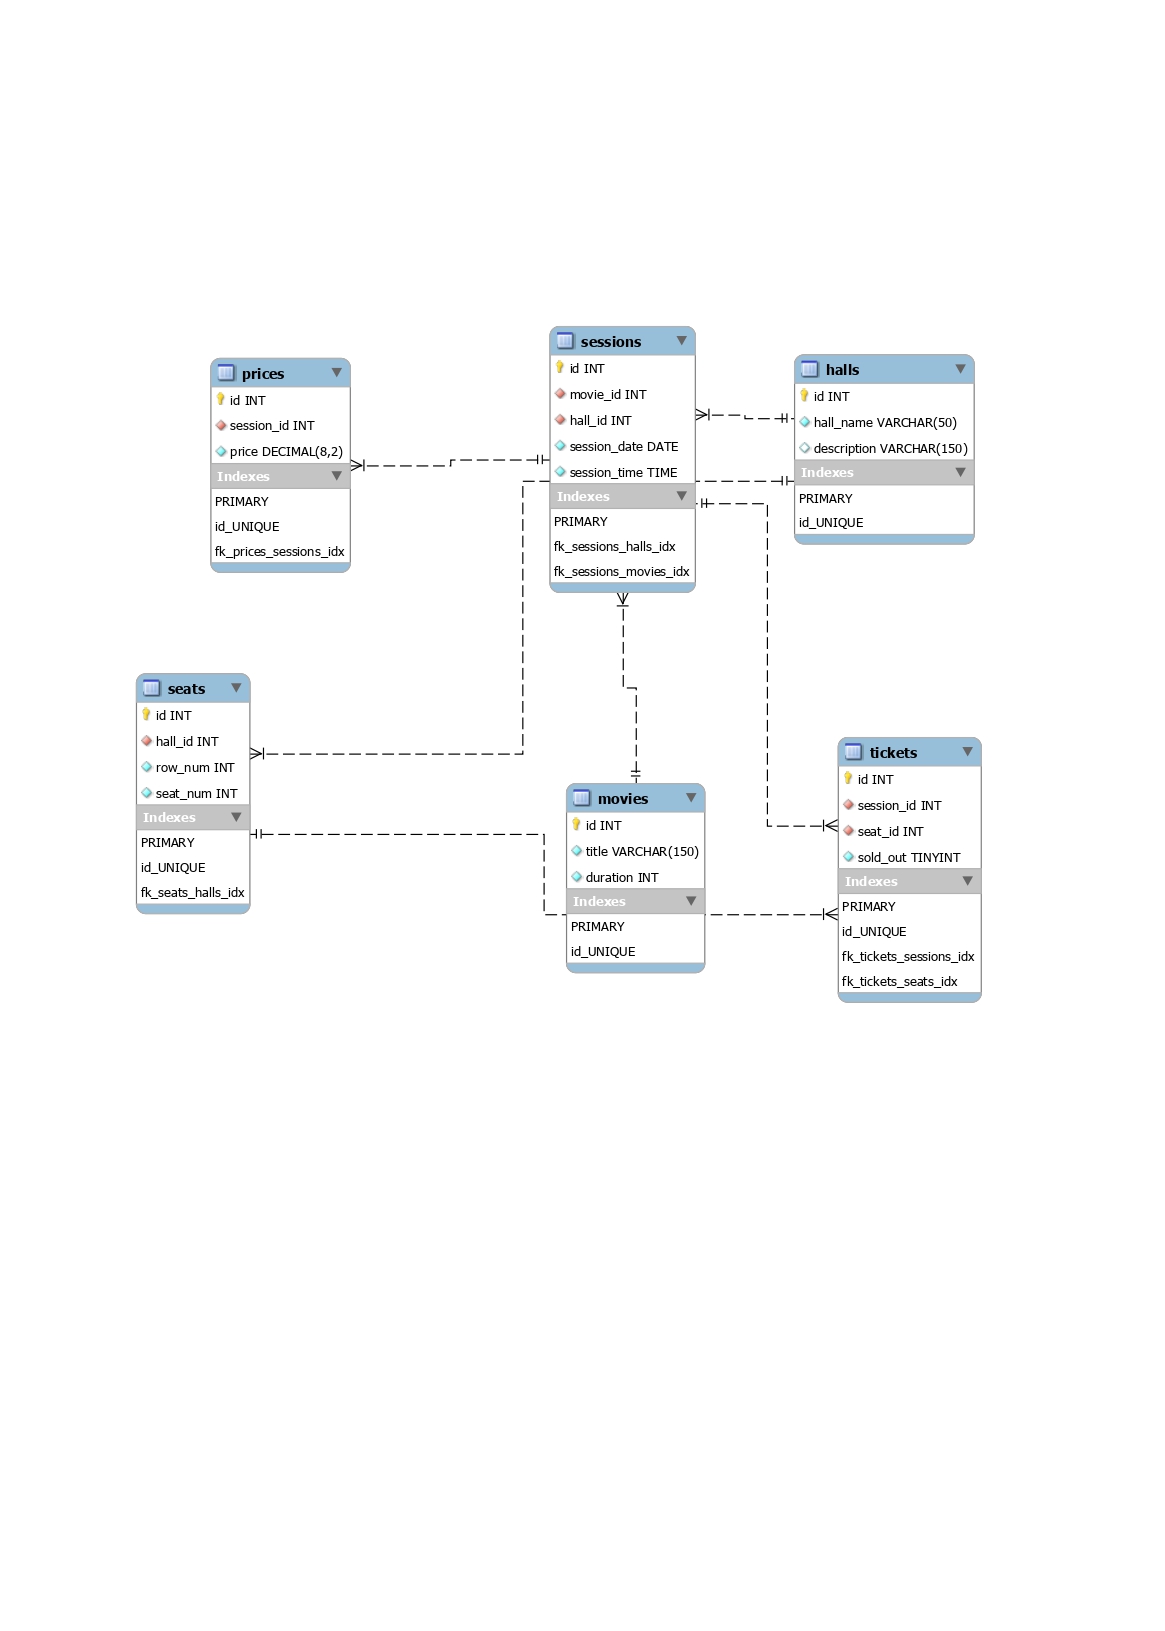 sessions
id INT
movie_id INT
hall_id INT
session_date DATE
session_time TIME
Indexes
PRIMARY
fk_sessions_halls_idx
fk_sessions_movies_idx
prices
id INT
session_id INT
price DECIMAL(8,2)
Indexes
PRIMARY
id_UNIQUE
fk_prices_sessions_idx
halls
id INT
hall_name VARCHAR(50)
description VARCHAR(150)
Indexes
PRIMARY
id_UNIQUE
seats
id INT
hall_id INT
row_num INT
seat_num INT
Indexes
PRIMARY
id_UNIQUE
fk_seats_halls_idx
movies
id INT
title VARCHAR(150)
duration INT
Indexes
PRIMARY
id_UNIQUE
tickets
id INT
session_id INT
seat_id INT
sold_out TINYINT
Indexes
PRIMARY
id_UNIQUE
fk_tickets_sessions_idx
fk_tickets_seats_idx